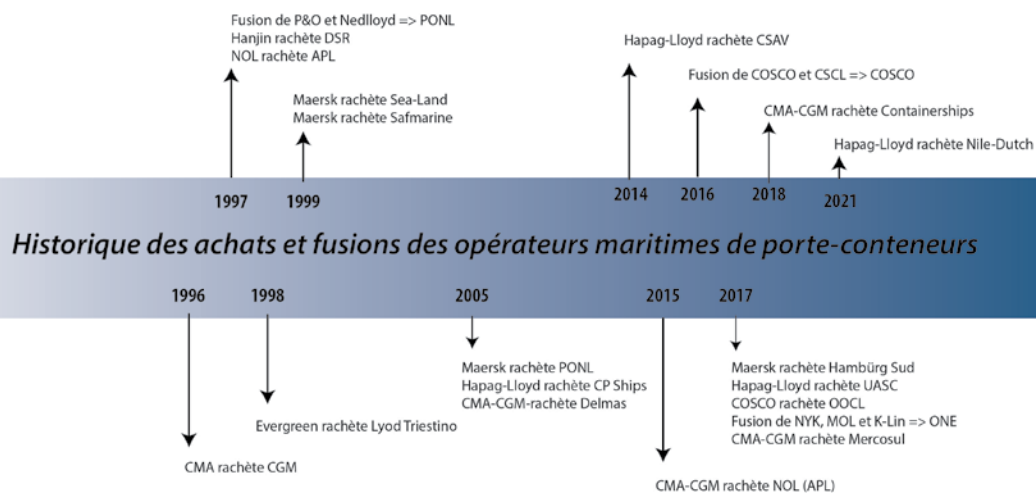 Fusion de P&O et Nedlloyd => PONL
Hanjin rachète DSR
NOL rachète APL
Maersk rachète Sea-Land
Maersk rachète Safmarine
Hapag-Lloyd rachète CSAV
Fusion de COSCO et CSCL => COSCO
CMA-CGM rachète Containerships
Hapag-Lloyd rachète Nile-Dutch
1997
1999
2014
2016
2018
2021
Historique des achats et fusions des opérateurs maritimes de porte-conteneurs
1996
1998
2005
2015
2017
Maersk rachète PONL
Hapag-Lloyd rachète CP Ships
CMA-CGM-rachète Delmas
Maersk rachète Hambürg Sud
Hapag-Lloyd rachète UASC
COSCO rachète OOCL
Fusion de NYK, MOL et K-Lin => ONE
CMA-CGM rachète Mercosul
Evergreen rachète Lyod Triestino
CMA rachète CGM
CMA-CGM rachète NOL (APL)